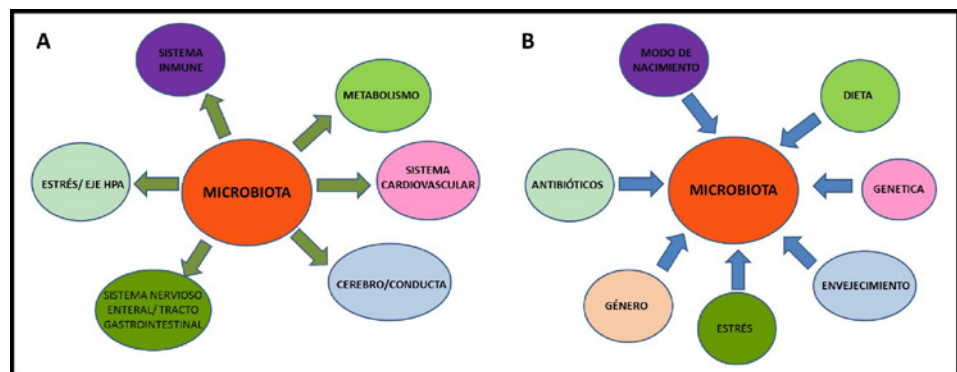 A
SISTEMA
INMUNE
METABOLISMO
ESTRÉS/ EJE HPA
MICROBIOTA
SISTEMA
CARDIOVASCULAR
SISTEMA NERVIOSO
ENTERAL/ TRACTO
GASTROINTESTINAL
CEREBRO/CONDUCTA
B
MODO DE
NACIMIENTO
DIETA
ANTIBIÓTICOS
MICROBIOTA
GENETICA
GÉNERO
ESTRÉS
ENVEJECIMIENTO